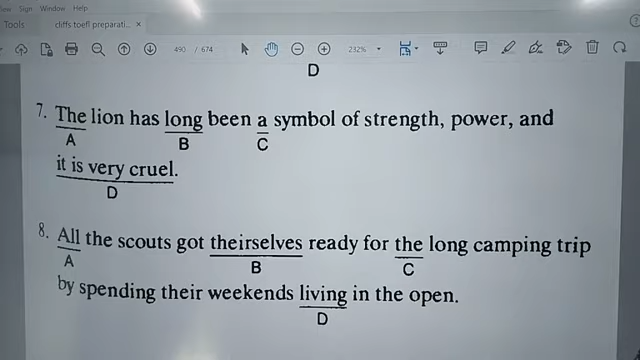 View Sign Window Help
Tools cliffs toefl preparati... ×
490 / 674 232%
D
7. The lion has long been a symbol of strength, power, and
A B C
it is very cruel.
D
8. All the scouts got theirselves ready for the long camping trip
A B C
by spending their weekends living in the open.
D